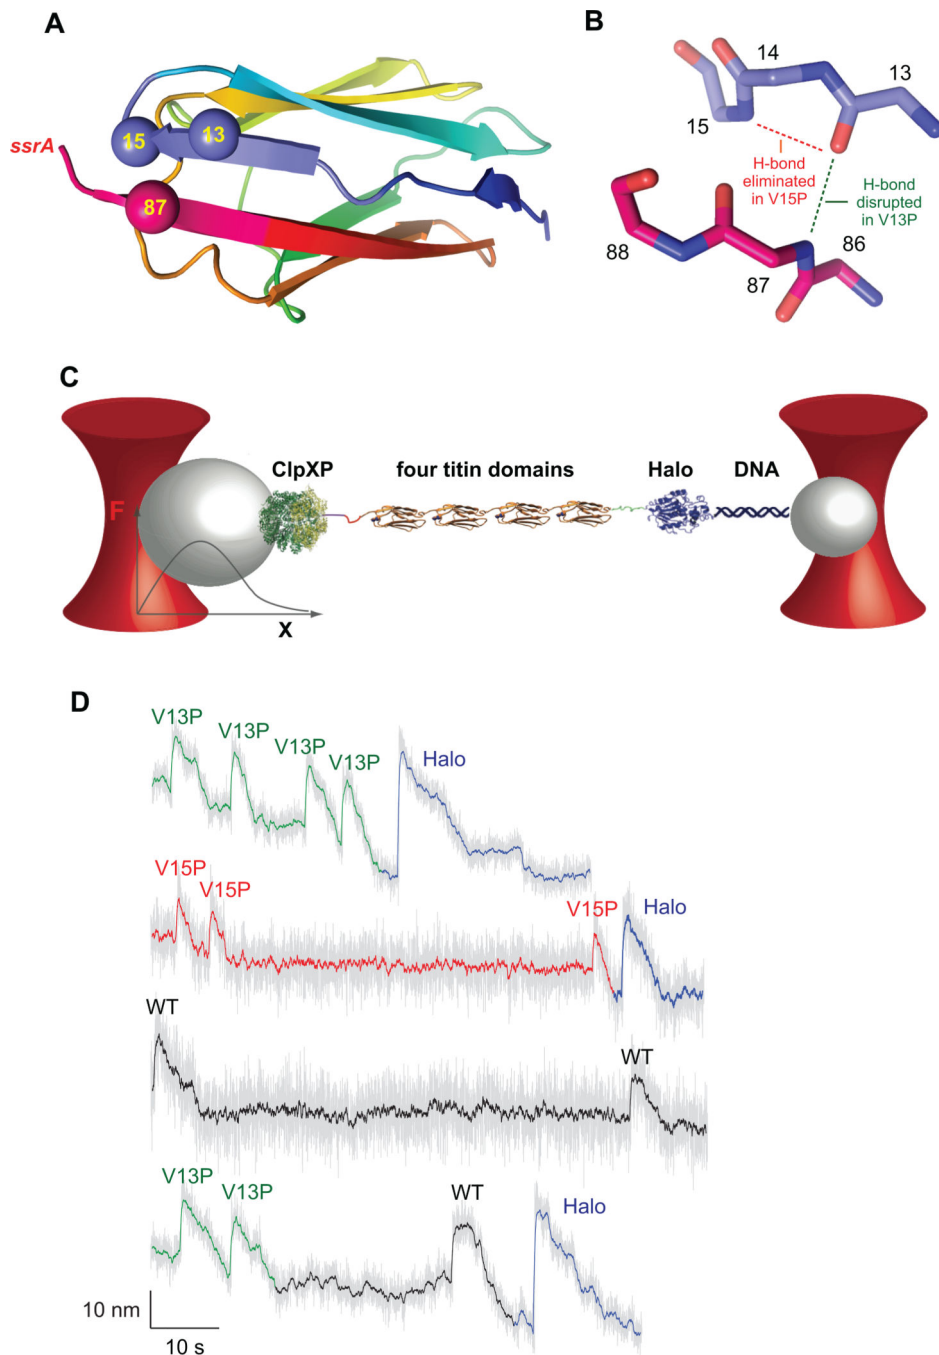 A
15
13
ssrA
87
B
14
13
15
H-bond
eliminated
in V15P
H-bond
disrupted
in V13P
86
88
87
C
ClpXP
four titin domains
Halo
DNA
F
X
D
V13P
V13P
V13P
V13P
Halo
V15P
V15P
V15P
Halo
WT
WT
V13P
V13P
WT
Halo
10 nm
10 s